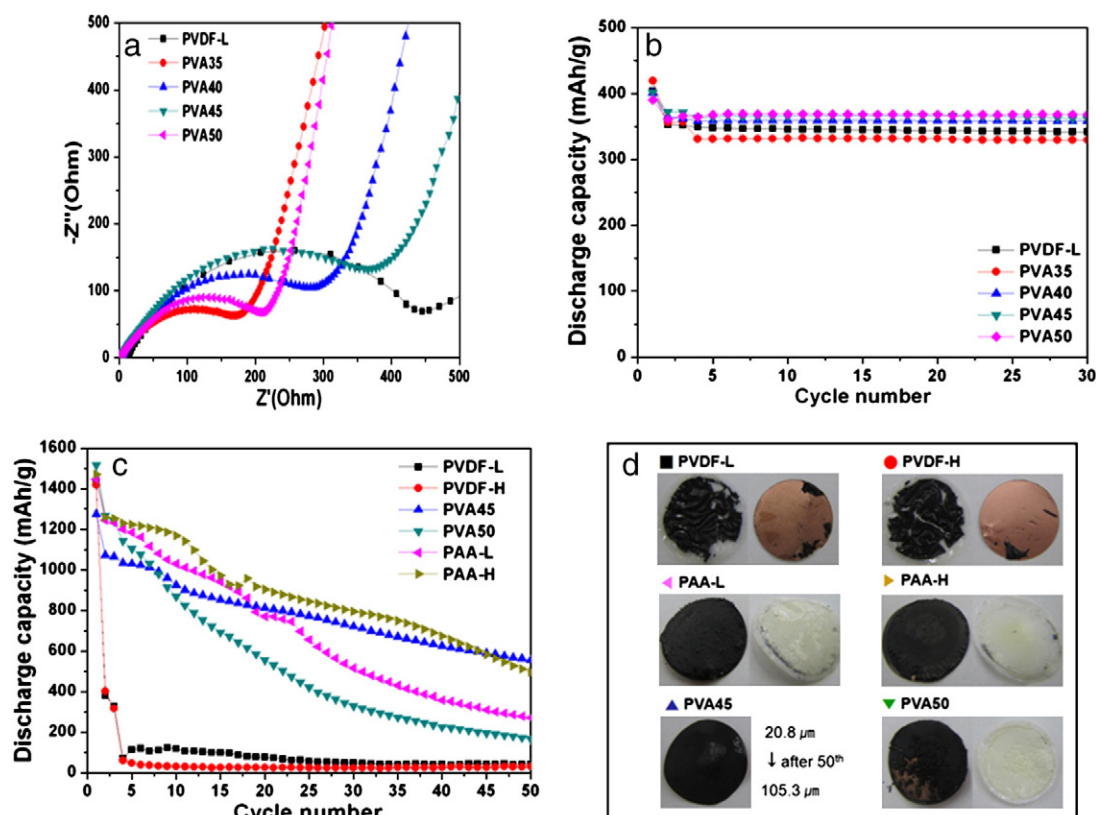 a
PVDF-L
PVA35
PVA40
PVA45
PVA50
500
400
300
200
100
0
-Z"(Ohm)
0 100 200 300 400 500
Z'(Ohm)
b
500
400
300
200
100
0
Discharge capacity (mAh/g)
PVDF-L
PVA35
PVA40
PVA45
PVA50
0 5 10 15 20 25 30
Cycle number
c
1600
1400
1200
1000
800
600
400
200
0
Discharge capacity (mAh/g)
PVDF-L
PVDF-H
PVA45
PVA50
PAA-L
PAA-H
0 5 10 15 20 25 30 35 40 45 50
Cycle number
d
PVDF-L PVDF-H
PAA-L PAA-H
PVA45 PVA50
20.8 μm
↓ after 50th
105.3 μm